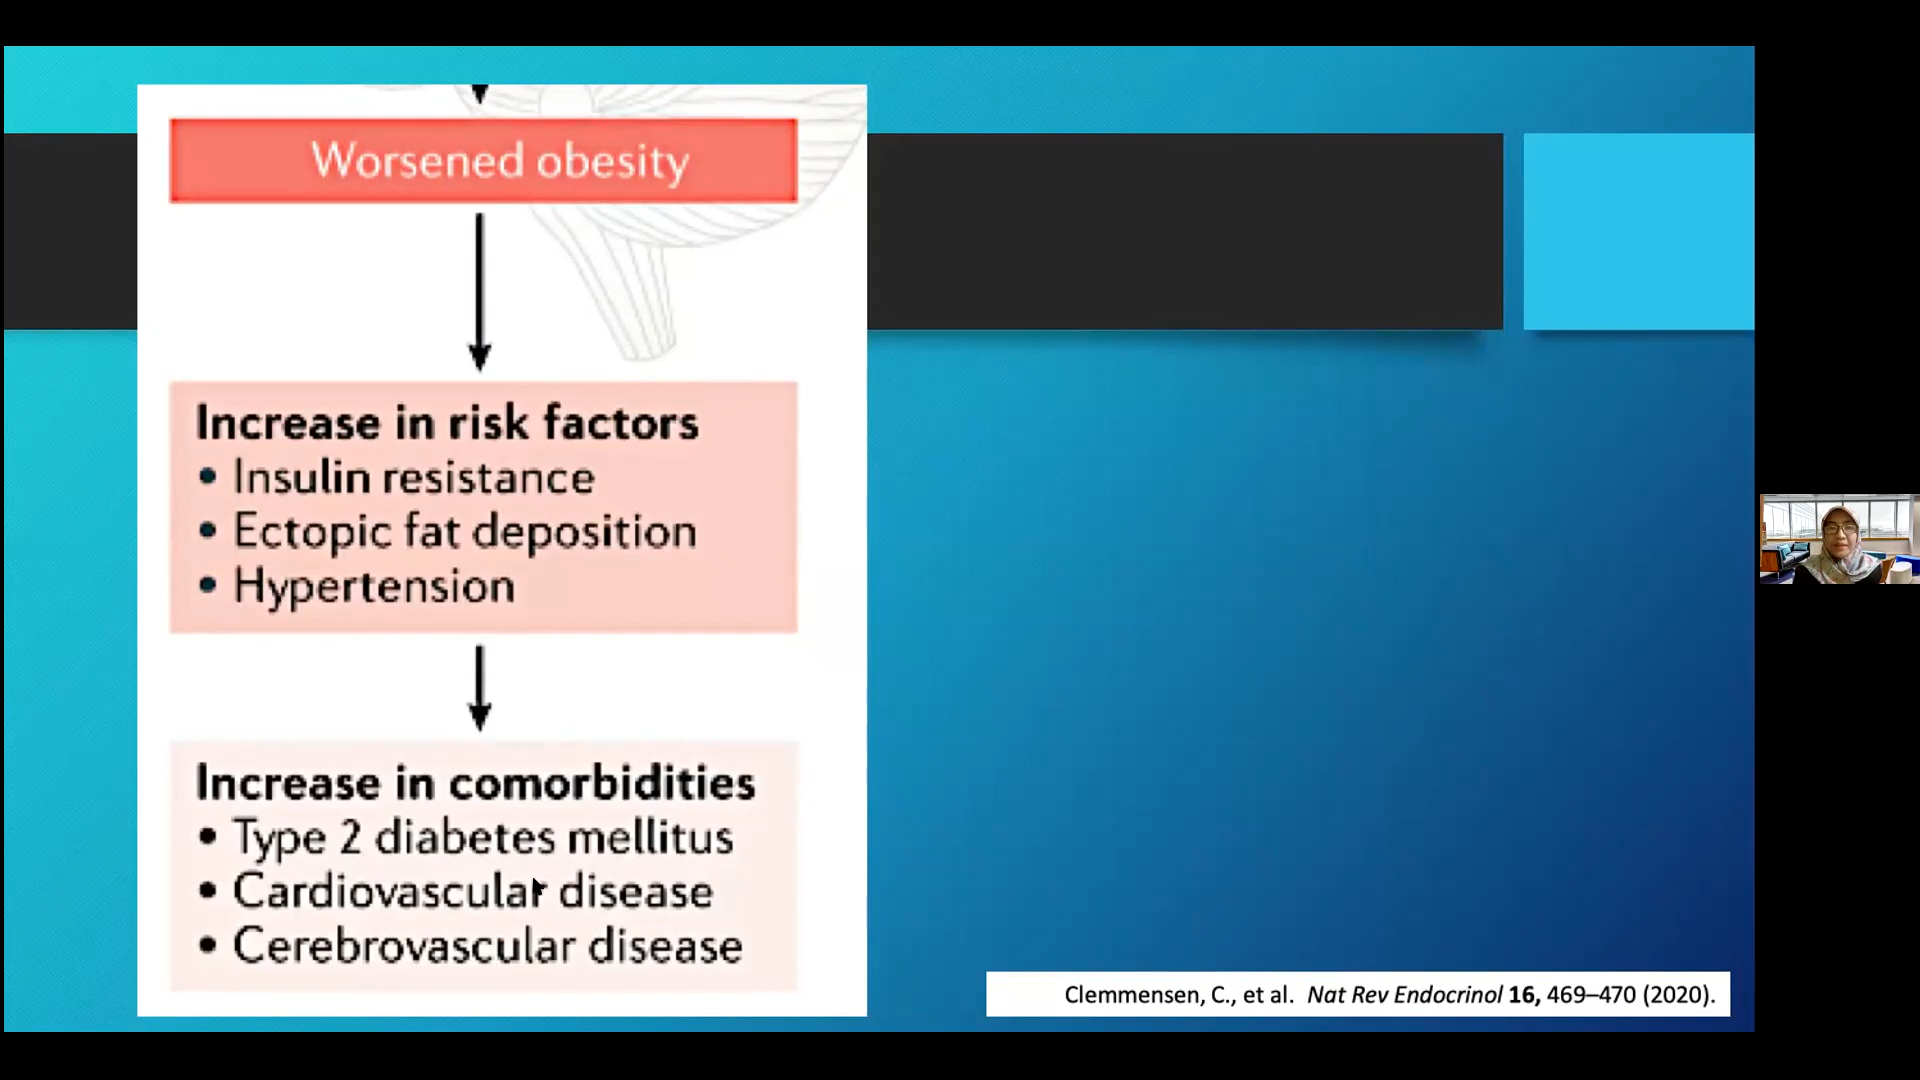 Worsened obesity
Increase in risk factors
• Insulin resistance
• Ectopic fat deposition
• Hypertension
Increase in comorbidities
• Type 2 diabetes mellitus
• Cardiovascular disease
• Cerebrovascular disease
Clemmensen, C., et al. Nat Rev Endocrinol 16, 469–470 (2020).